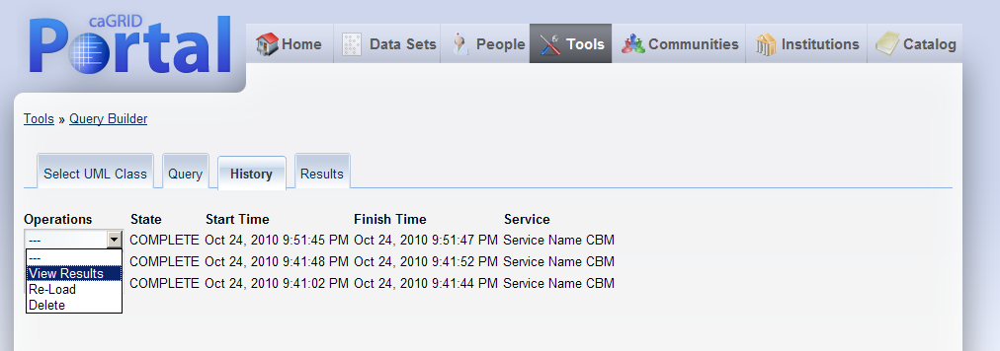 caGRID
Portal
Home Data Sets People Tools Communities Institutions Catalog
Tools » Query Builder
Select UML Class Query History Results
Operations State Start Time Finish Time Service
--- COMPLETE Oct 24, 2010 9:51:45 PM Oct 24, 2010 9:51:47 PM Service Name CBM
--- COMPLETE Oct 24, 2010 9:41:48 PM Oct 24, 2010 9:41:52 PM Service Name CBM
View Results
COMPLETE Oct 24, 2010 9:41:02 PM Oct 24, 2010 9:41:44 PM Service Name CBM
Re-Load
Delete